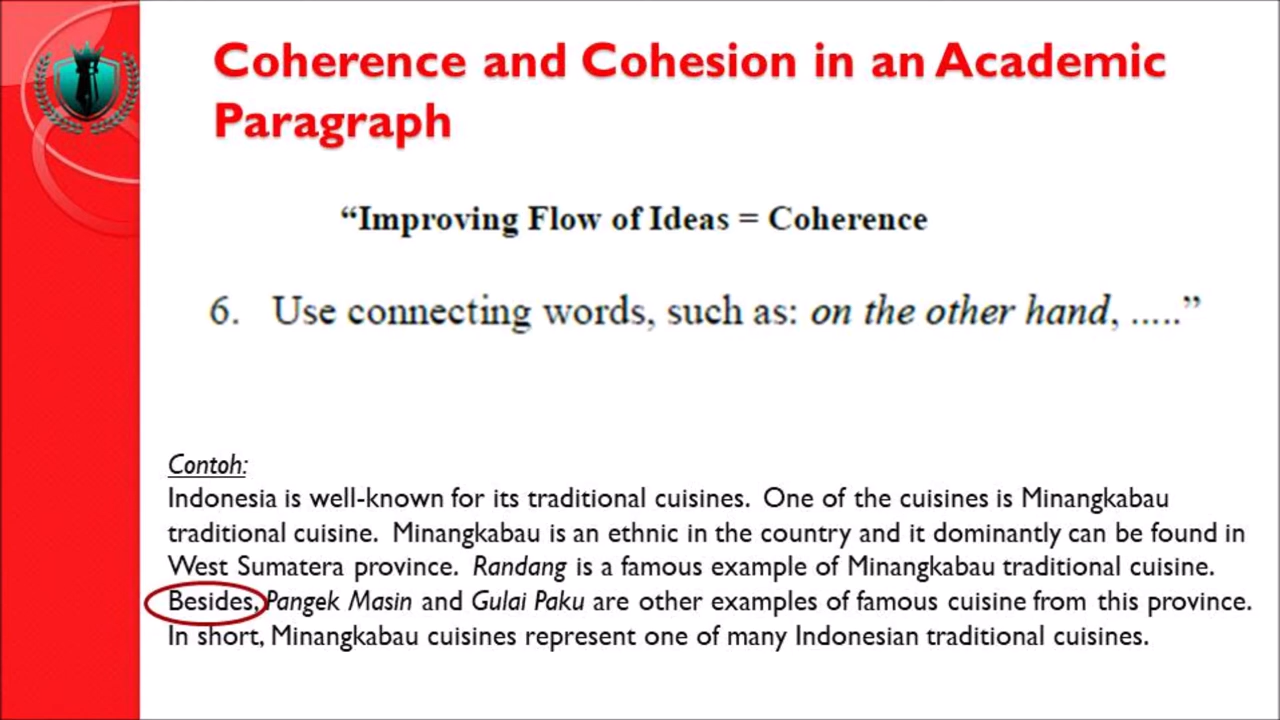 Coherence and Cohesion in an Academic
Paragraph
“Improving Flow of Ideas = Coherence
6. Use connecting words, such as: on the other hand, .....”
Contoh:
Indonesia is well-known for its traditional cuisines. One of the cuisines is Minangkabau
traditional cuisine. Minangkabau is an ethnic in the country and it dominantly can be found in
West Sumatera province. Randang is a famous example of Minangkabau traditional cuisine.
Besides, Pangek Masin and Gulai Paku are other examples of famous cuisine from this province.
In short, Minangkabau cuisines represent one of many Indonesian traditional cuisines.